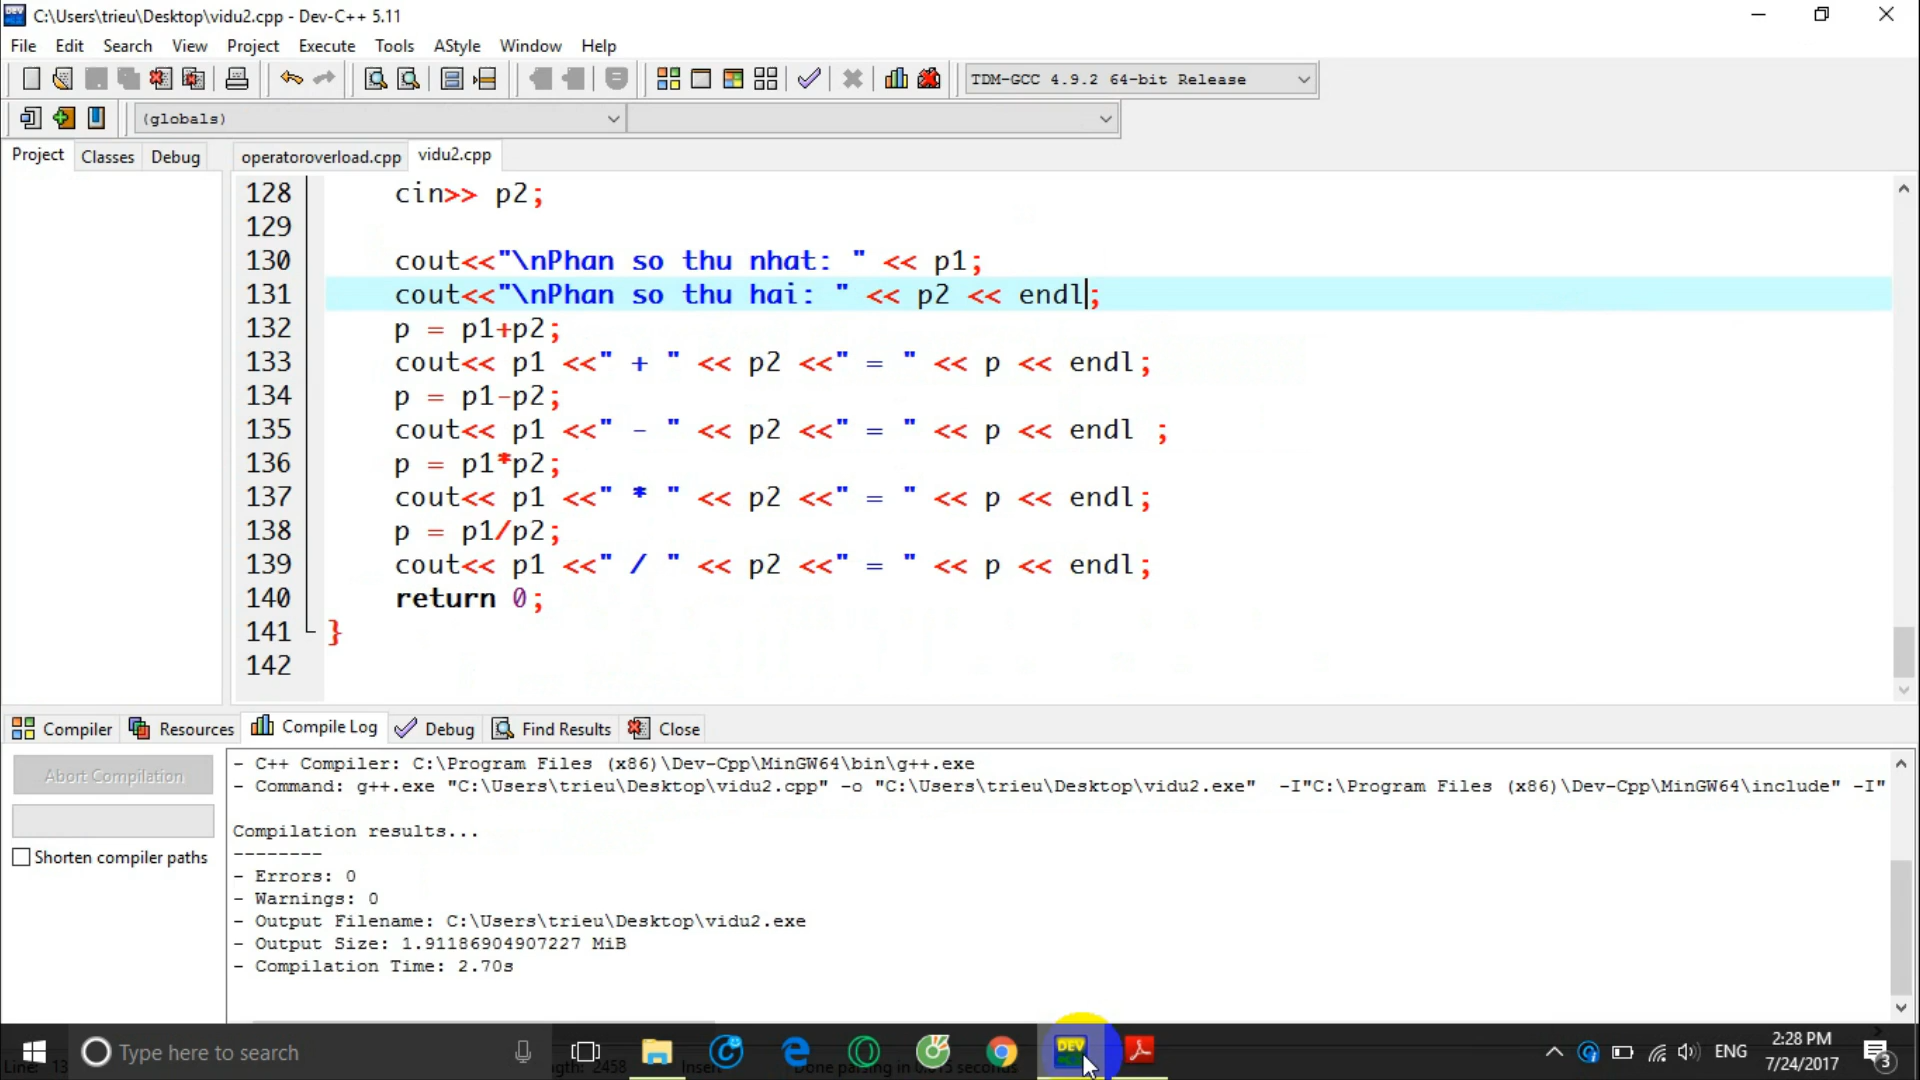 C:\Users\trieu\Desktop\vidu2.cpp - Dev-C++ 5.11
File Edit Search View Project Execute Tools AStyle Window Help
TDM-GCC 4.9.2 64-bit Release
(globals)
Project Classes Debug operatoroverload.cpp vidu2.cpp
128 cin>> p2;
129
130 cout<<"\nPhan so thu nhat: " << p1;
131 cout<<"\nPhan so thu hai: " << p2 << endl;
132 p = p1+p2;
133 cout<< p1 <<" + " << p2 <<" = " << p << endl;
134 p = p1-p2;
135 cout<< p1 <<" - " << p2 <<" = " << p << endl ;
136 p = p1*p2;
137 cout<< p1 <<" * " << p2 <<" = " << p << endl;
138 p = p1/p2;
139 cout<< p1 <<" / " << p2 <<" = " << p << endl;
140 return 0;
141 }
142
Compiler Resources Compile Log Debug Find Results Close
Abort Compilation
Shorten compiler paths
- C++ Compiler: C:\Program Files (x86)\Dev-Cpp\MinGW64\bin\g++.exe
- Command: g++.exe "C:\Users\trieu\Desktop\vidu2.cpp" -o "C:\Users\trieu\Desktop\vidu2.exe" -I"C:\Program Files (x86)\Dev-Cpp\MinGW64\include" -I"
Compilation results...
--------
- Errors: 0
- Warnings: 0
- Output Filename: C:\Users\trieu\Desktop\vidu2.exe
- Output Size: 1.91186904907227 MiB
- Compilation Time: 2.70s
Type here to search
DEV
ENG
2:28 PM
7/24/2017
3